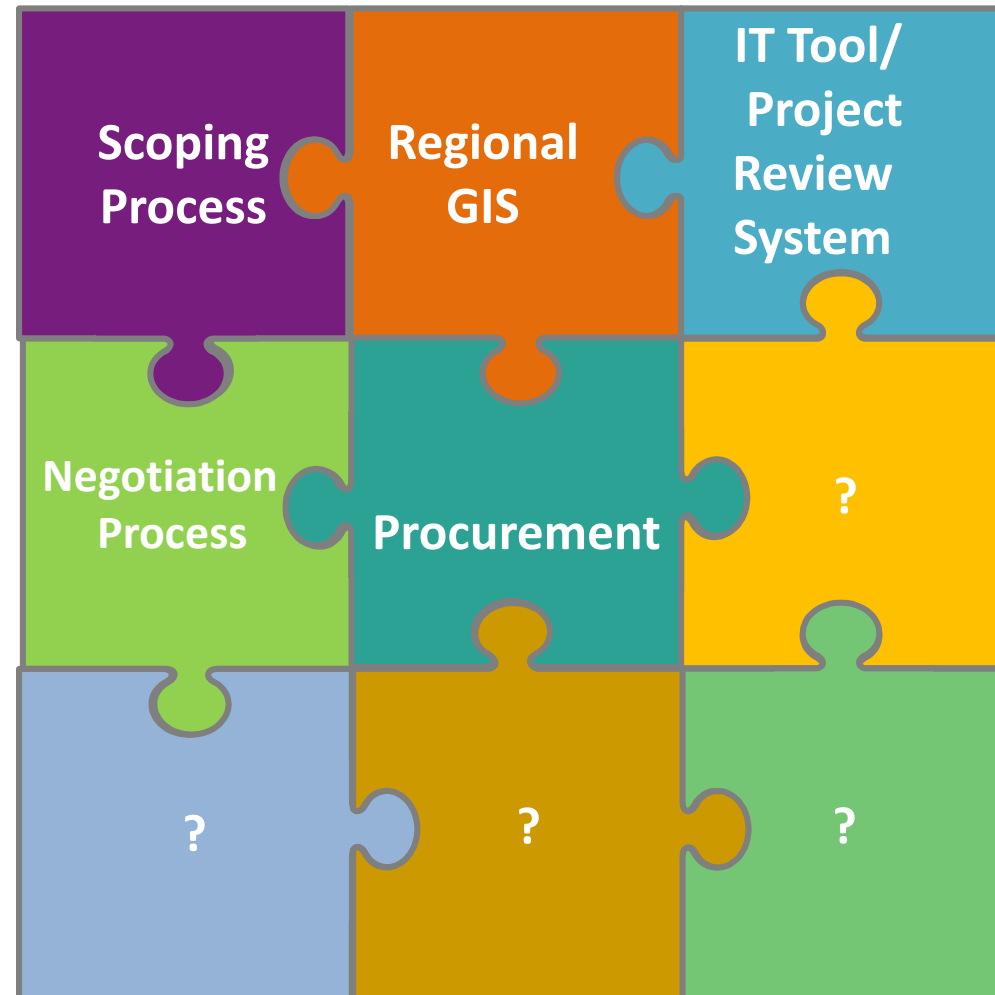 Scoping
Process
Regional
GIS
IT Tool/
Project
Review
System
Negotiation
Process
Procurement
?
?
?
?